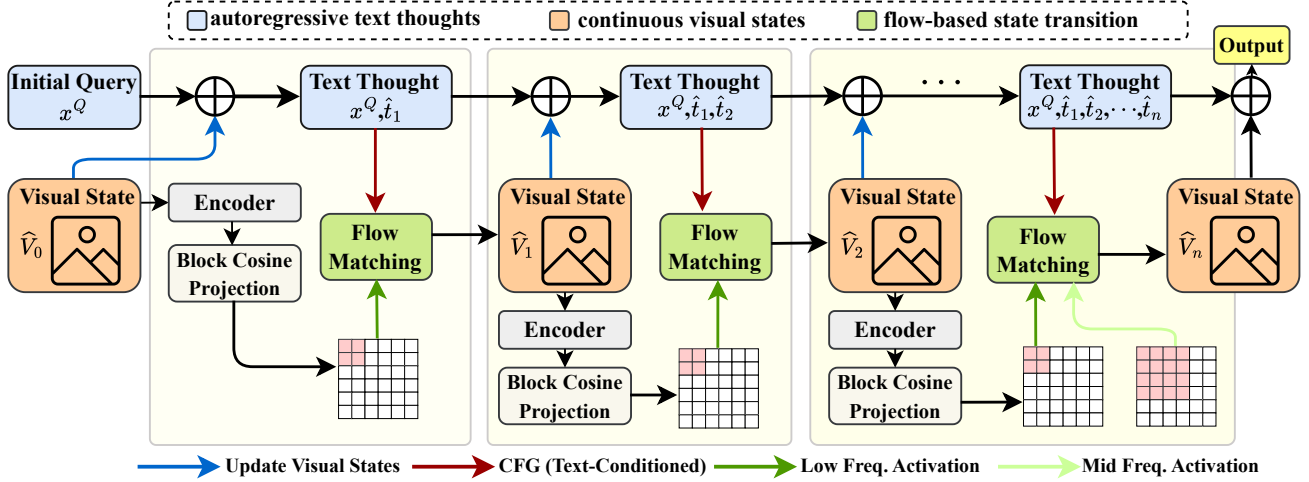 autoregressive text thoughts
continuous visual states
flow-based state transition
Output
Initial Query
x^Q
Text Thought
x^Q,t̂_1
Text Thought
x^Q,t̂_1,t̂_2
···
Text Thought
x^Q,t̂_1,t̂_2,···,t̂_n
Visual State
V̂_0
Encoder
Block Cosine
Projection
Flow
Matching
Visual State
V̂_1
Encoder
Block Cosine
Projection
Flow
Matching
Visual State
V̂_2
Encoder
Block Cosine
Projection
Flow
Matching
Visual State
V̂_n
Update Visual States
CFG (Text-Conditioned)
Low Freq. Activation
Mid Freq. Activation